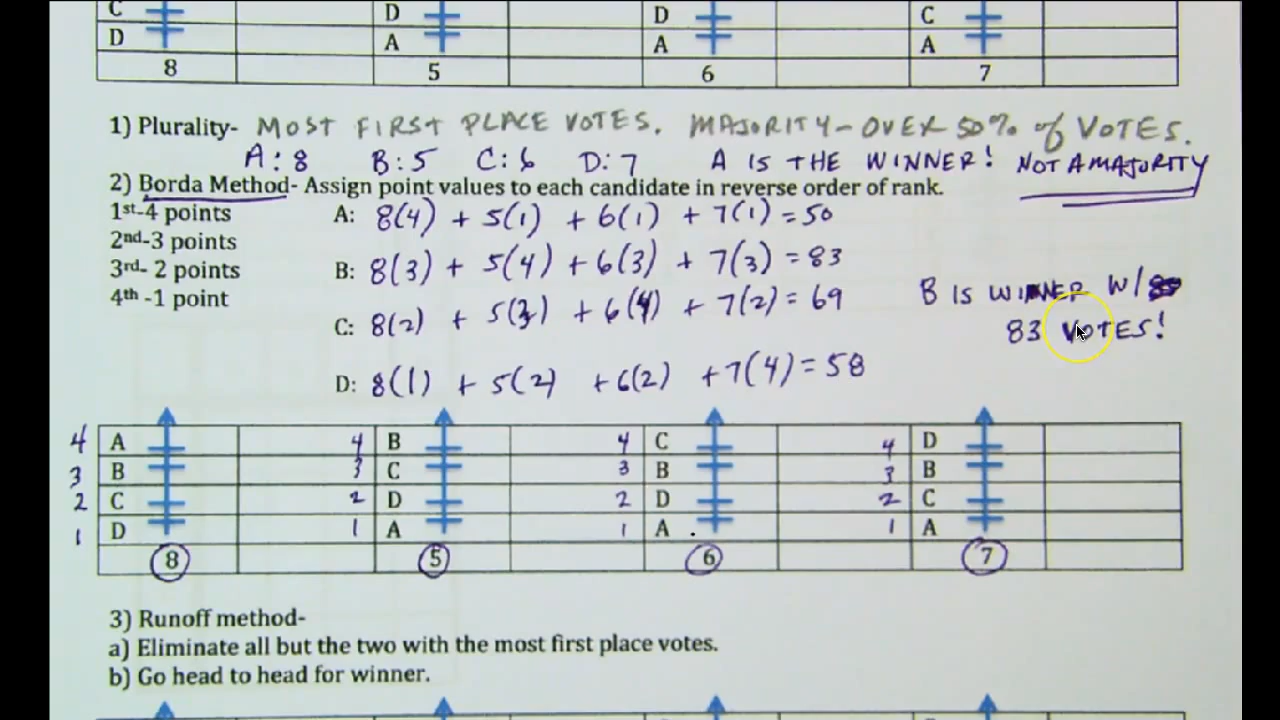 C D D C
D A A A
8 5 6 7
1) Plurality- MOST FIRST PLACE VOTES. MAJORITY - OVER 50% of VOTES.
A: 8 B: 5 C: 6 D: 7 A IS THE WINNER! NOT A MAJORITY
2) Borda Method- Assign point values to each candidate in reverse order of rank.
1st-4 points A: 8(4) + 5(1) + 6(1) + 7(1) = 50
2nd-3 points
3rd- 2 points B: 8(3) + 5(4) + 6(3) + 7(3) = 83
4th -1 point
B IS WINNER W/
83 VOTES!
C: 8(2) + 5(3) + 6(4) + 7(2) = 69
D: 8(1) + 5(2) + 6(2) + 7(4) = 58
4 A 4 B 4 C 4 D
3 B 3 C 3 B 3 B
2 C 2 D 2 D 2 C
1 D 1 A 1 A 1 A
8 5 6 7
3) Runoff method-
a) Eliminate all but the two with the most first place votes.
b) Go head to head for winner.